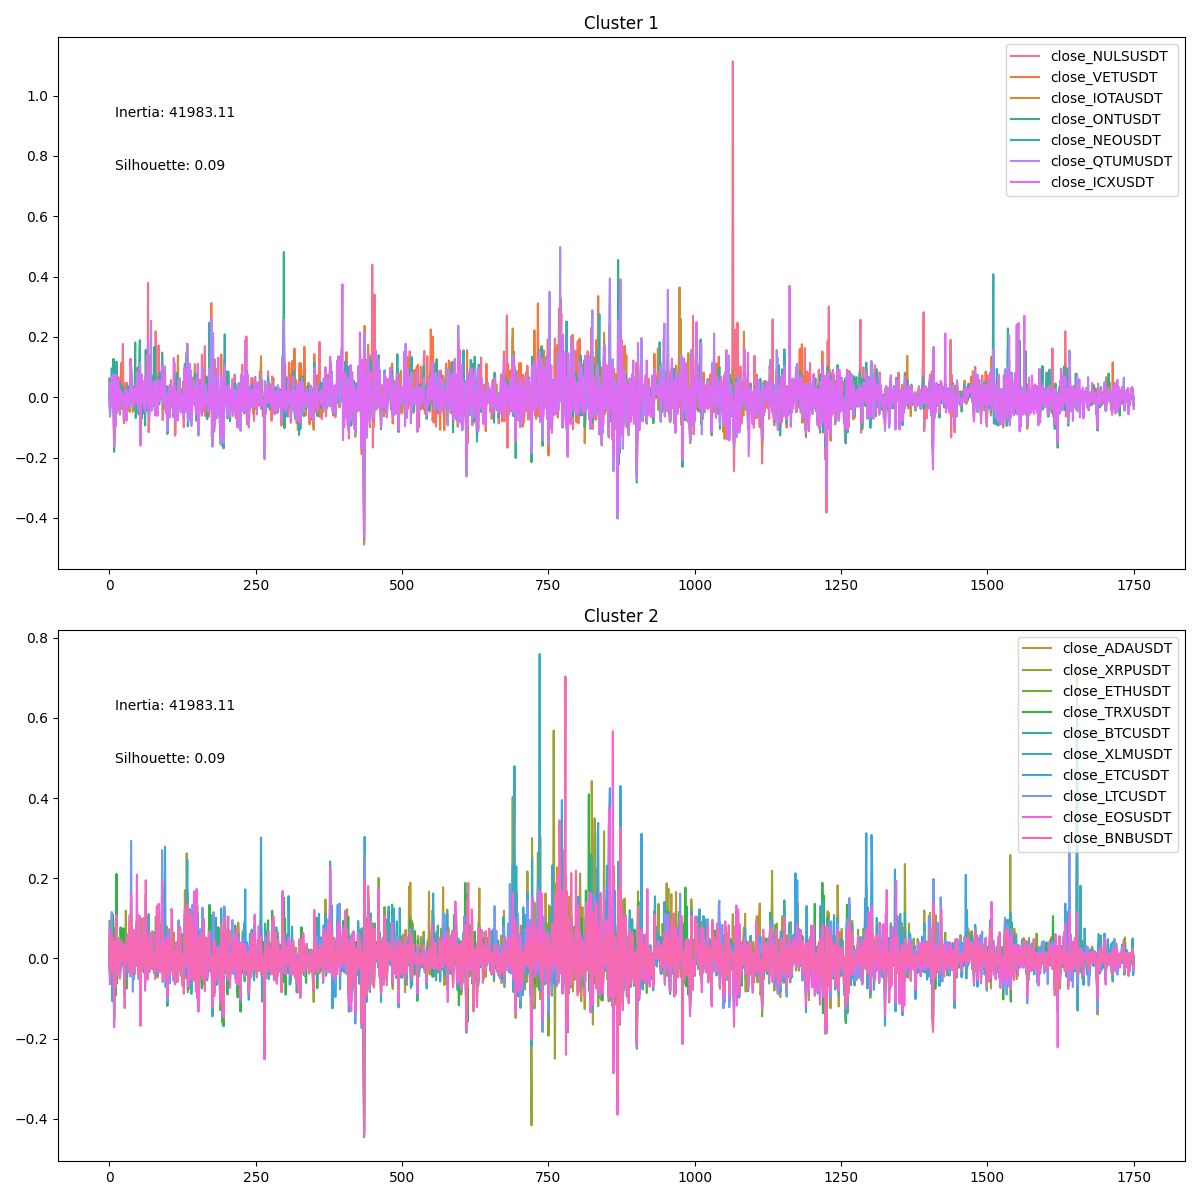 Cluster 1
Inertia: 41983.11
Silhouette: 0.09
close_NULSUSDT
close_VETUSDT
close_IOTAUSDT
close_ONTUSDT
close_NEOUSDT
close_QTUMUSDT
close_ICXUSDT
1.0
0.8
0.6
0.4
0.2
0.0
−0.2
−0.4
0 250 500 750 1000 1250 1500 1750
Cluster 2
Inertia: 41983.11
Silhouette: 0.09
close_ADAUSDT
close_XRPUSDT
close_ETHUSDT
close_TRXUSDT
close_BTCUSDT
close_XLMUSDT
close_ETCUSDT
close_LTCUSDT
close_EOSUSDT
close_BNBUSDT
0.8
0.6
0.4
0.2
0.0
−0.2
−0.4
0 250 500 750 1000 1250 1500 1750